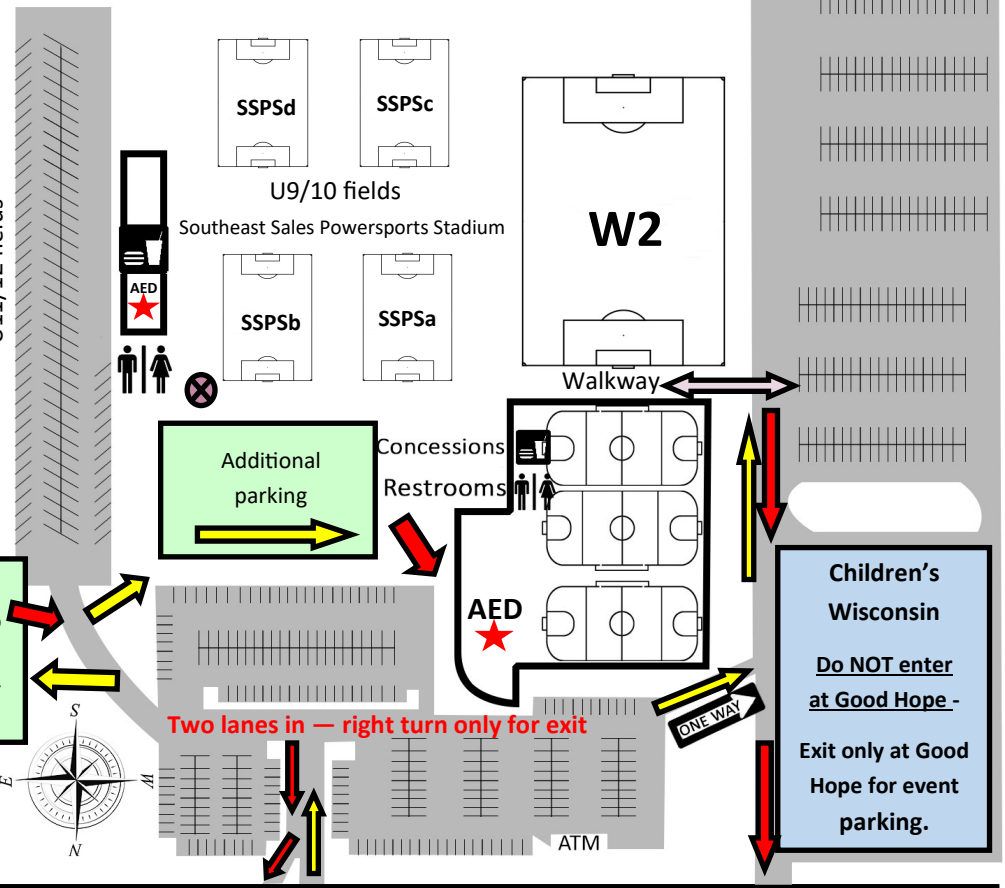 SSPSd
SSPSc
U9/10 fields
Southeast Sales Powersports Stadium
W2
AED
SSPSb
SSPSa
Walkway
Additional
parking
Concessions
Restrooms
AED
Children's
Wisconsin
Do NOT enter
at Good Hope -
Exit only at Good
Hope for event
parking.
ONE WAY
Two lanes in — right turn only for exit
S
E
W
N
ATM